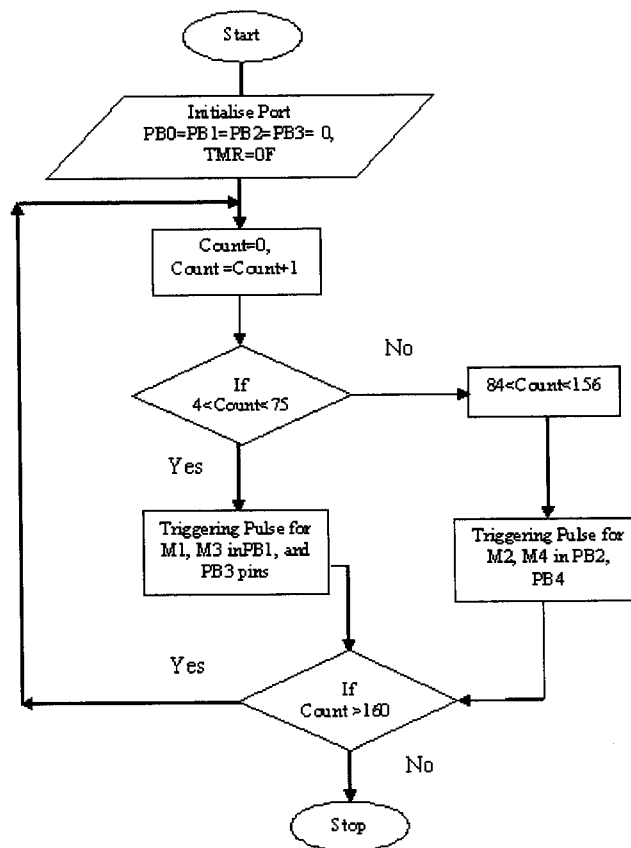 Start
Initialise Port
PB0=PB1=PB2=PB3= 0,
TMR=0F
Count=0,
Count =Count+1
If
4<Count<75
No
84<Count<156
Yes
Triggering Pulse for
M1, M3 inPB1, and
PB3 pins
Triggering Pulse for
M2, M4 in PB2,
PB4
Yes
If
Count >160
No
Stop